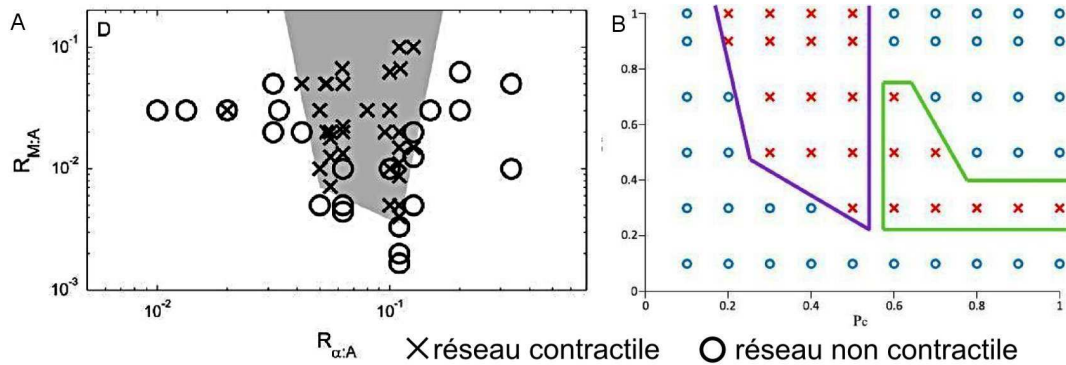 A
D
B
10⁻¹
10⁻²
10⁻³
R_M:A
10⁻²
10⁻¹
R_α:A
1
0.8
0.6
0.4
0.2
0
0
0.2
0.4
0.6
0.8
1
Pc
réseau contractile
réseau non contractile